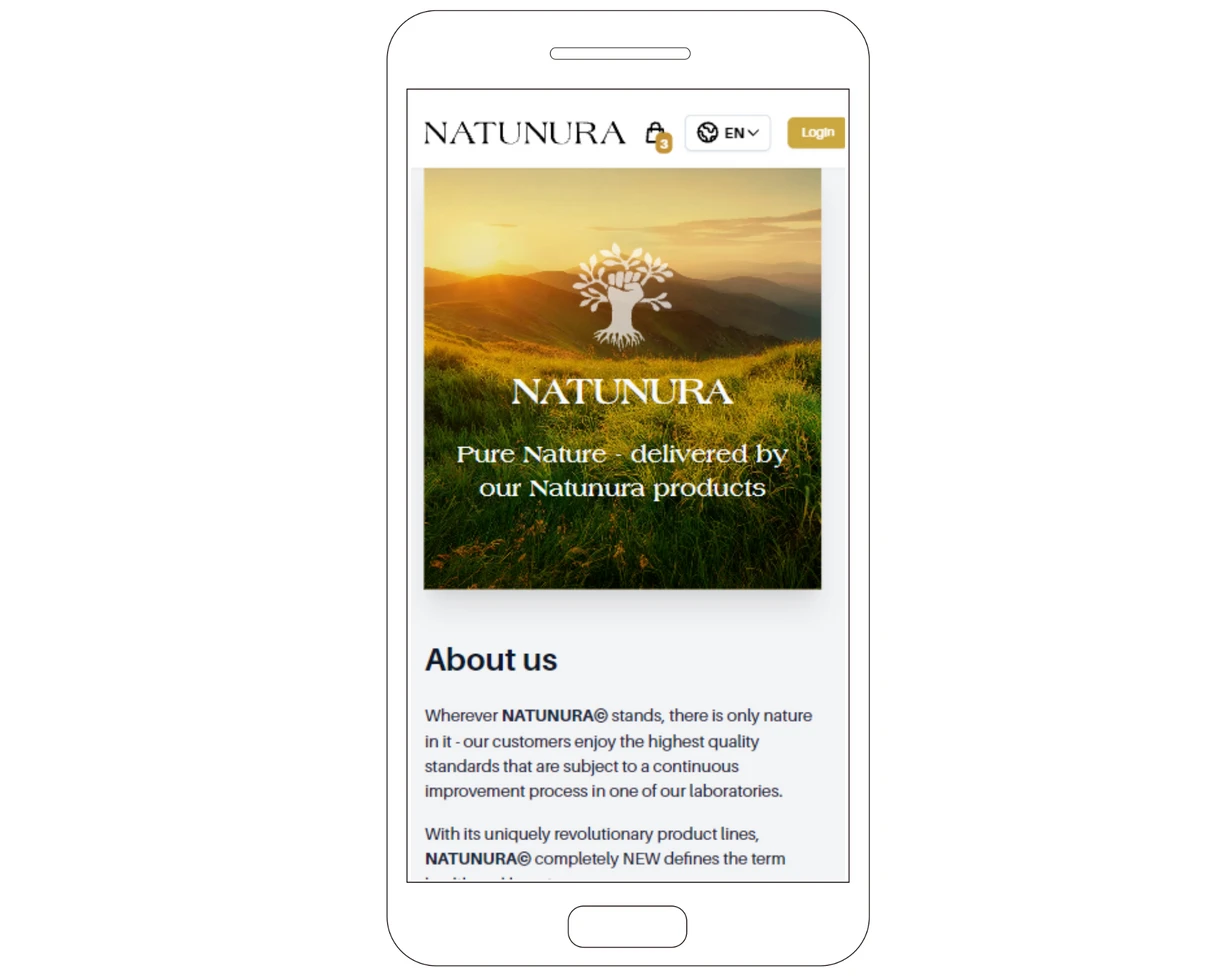 NATUNURA 3 EN Login
NATUNURA
Pure Nature - delivered by
our Natunura products
About us
Wherever NATUNURA© stands, there is only nature
in it - our customers enjoy the highest quality
standards that are subject to a continuous
improvement process in one of our laboratories.
With its uniquely revolutionary product lines,
NATUNURA© completely NEW defines the term